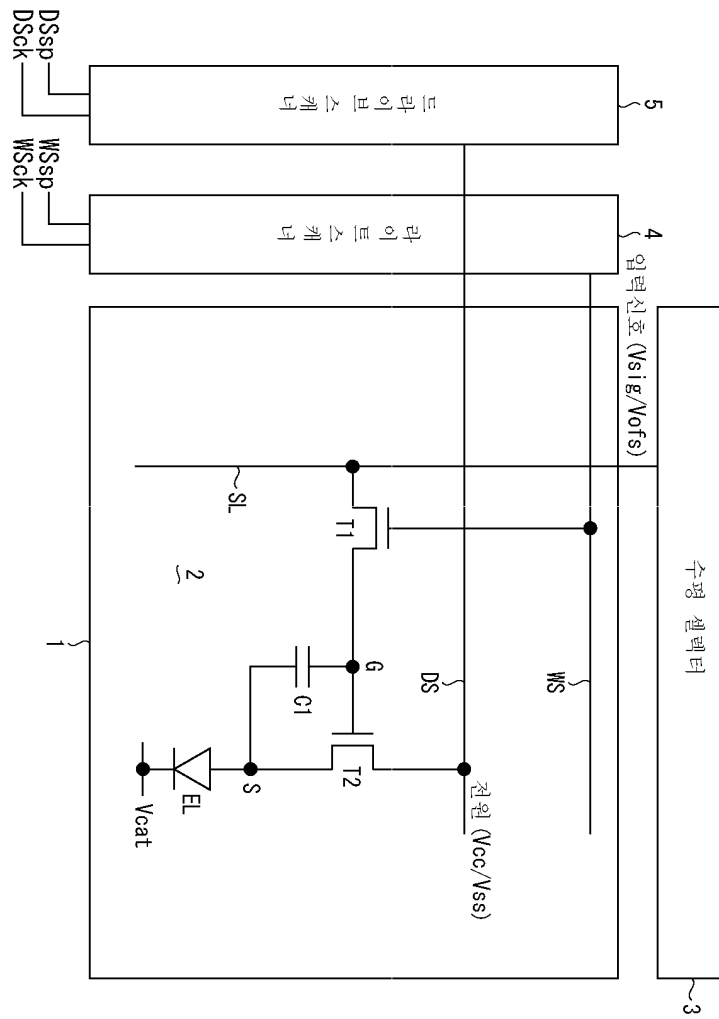 수평 셀렉터
3
입력신호(Vsig/Vofs)
5
4
드라이브스캐너
라이트스캐너
WS
DS
전원(Vcc/Vss)
T1
G
T2
SL
C1
S
2
EL
Vcat
1
DSsp
DSck
WSsp
WSck